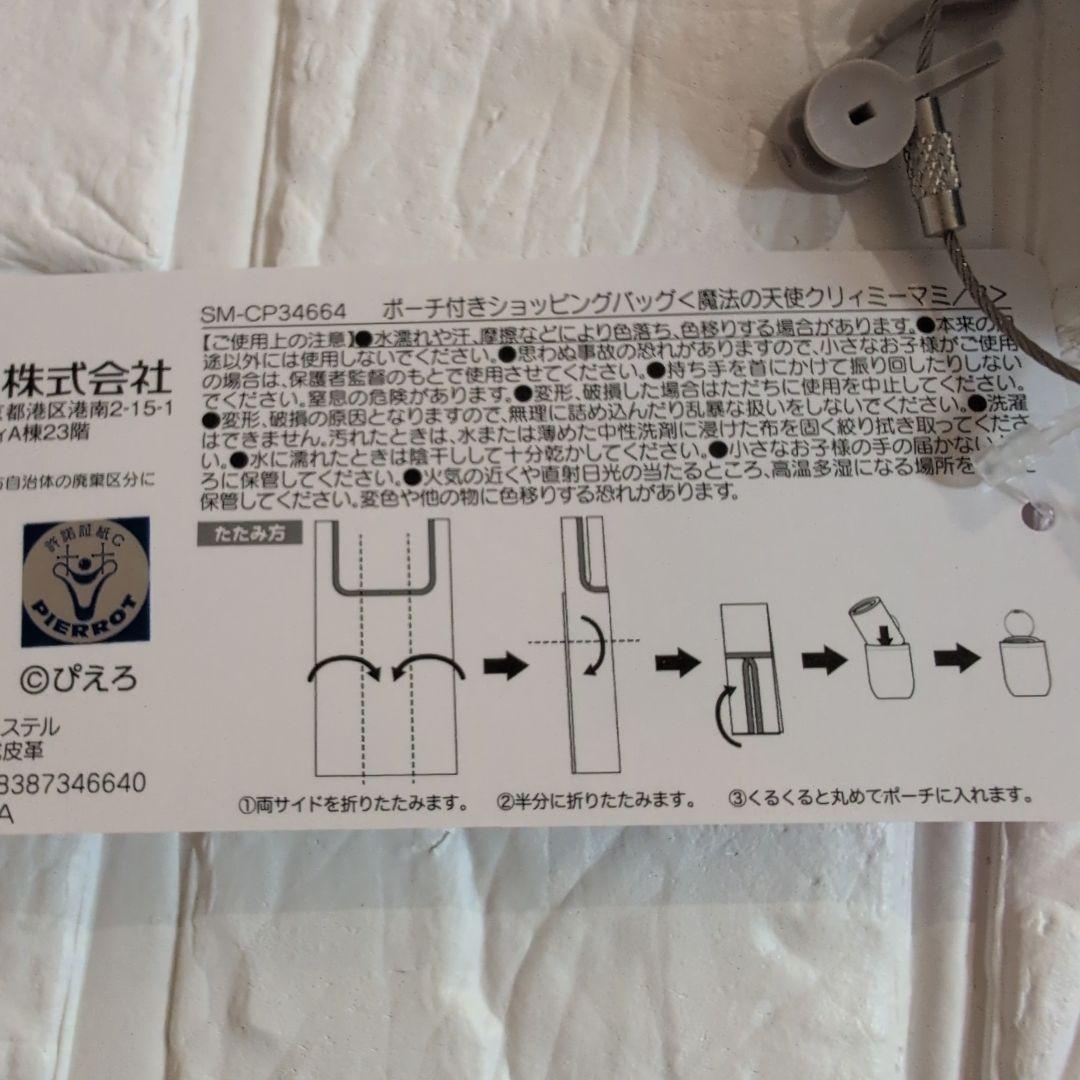 SM-CP34664 ポーチ付きショッピングバッグ<魔法の天使クリィミーマミ/
【ご使用上の注意】●水濡れや汗、摩擦などにより色落ち、色移りする場合があります。●本来の
途以外には使用しないでください。●思わぬ事故の恐れがありますので、小さなお子様がご使用
の場合は、保護者監督のもとで使用させてください。●持ち手を首にかけて振り回したりしない
でください。窒息の危険があります。●変形、破損した場合はただちに使用を中止してください。
●変形、破損の原因となりますので、無理に詰め込んだり乱暴な扱いをしないでください。●洗濯
はできません。汚れたときは、水または薄めた中性洗剤に浸けた布を固く絞り拭き取ってくださ
い。●水に濡れたときは陰干しして十分乾かしてください。●小さなお子様の手の届かない
ろに保管してください。●火気の近くや直射日光の当たるところ、高温多湿になる場所を
保管してください。変色や他の物に色移りする恐れがあります。
株式会社
都港区港南2-15-1
A棟23階
自治体の廃棄区分に
許諾証紙C
PIERROT
©ぴえろ
ステル
皮革
8387346640
A
たたみ方
①両サイドを折りたたみます。
②半分に折りたたみます。
③くるくると丸めてポーチに入れます。